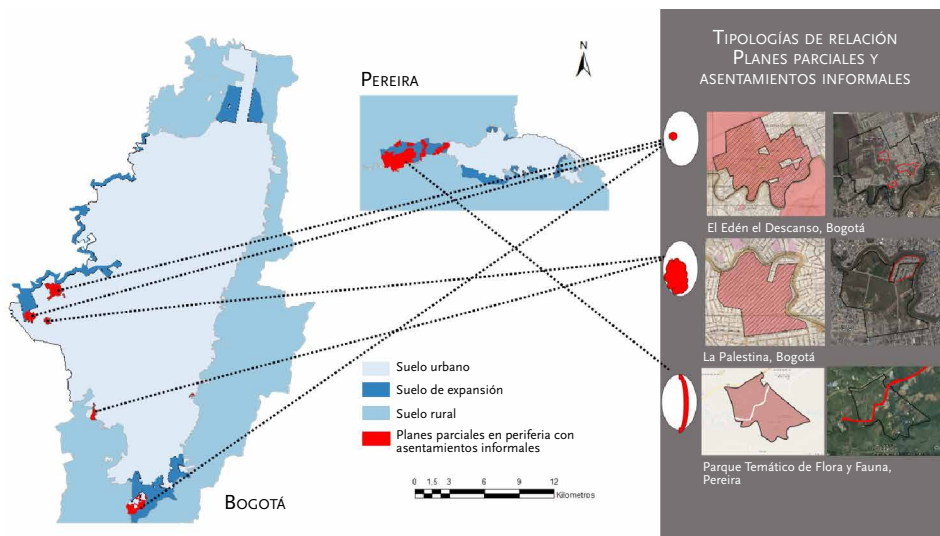 TIPOLOGÍAS DE RELACIÓN
PLANES PARCIALES Y
ASENTAMIENTOS INFORMALES
N
PEREIRA
El Edén el Descanso, Bogotá
La Palestina, Bogotá
Suelo urbano
Suelo de expansión
Suelo rural
Planes parciales en periferia con
asentamientos informales
Parque Temático de Flora y Fauna,
Pereira
BOGOTÁ
0 1,5 3 6 9 12
Kilometros